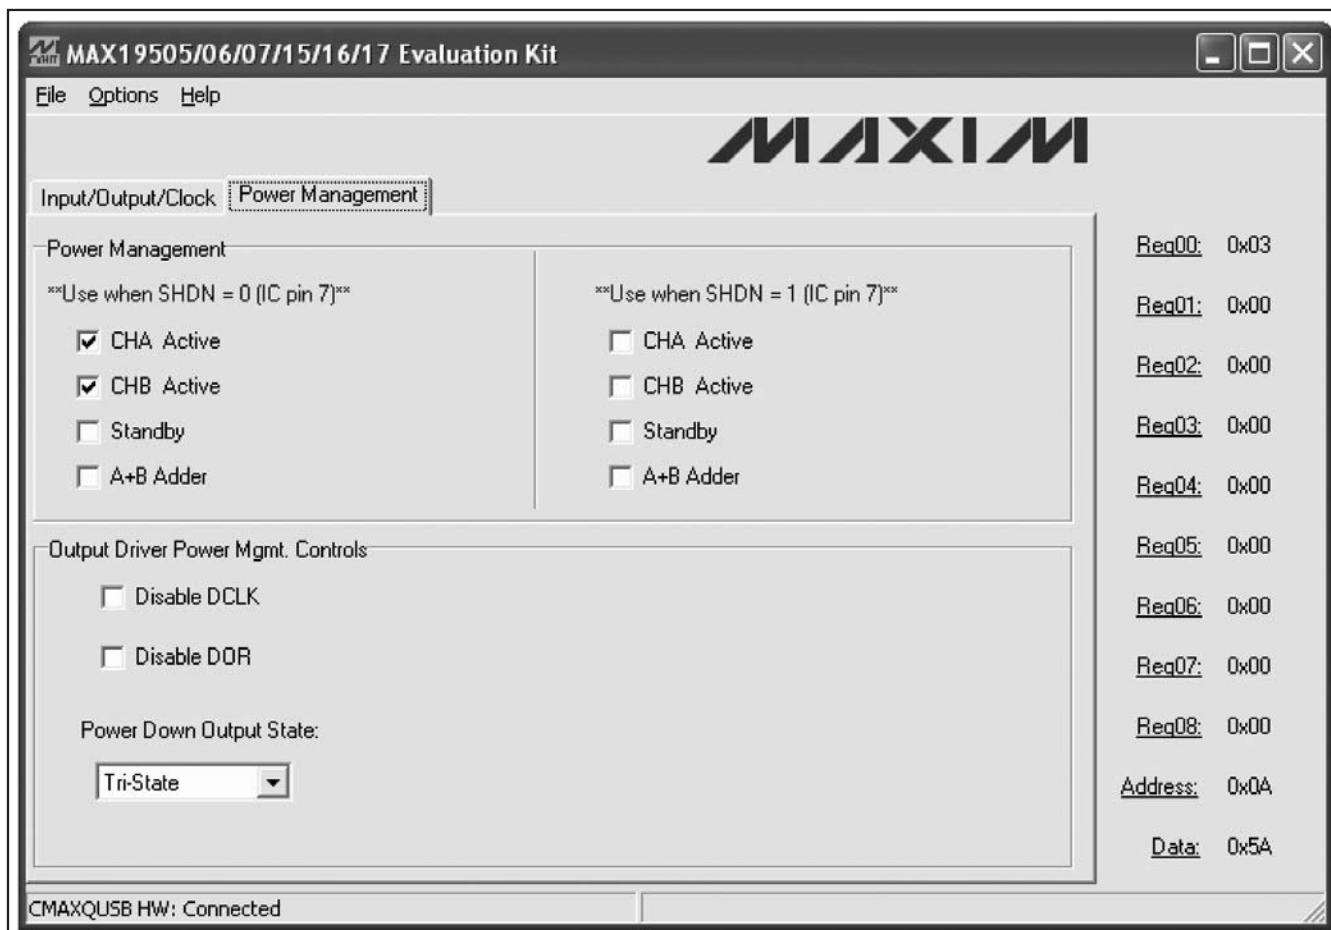 MAX19505/06/07/15/16/17 Evaluation Kit
File Options Help
MAXIM
Input/Output/Clock Power Management
Power Management
**Use when SHDN = 0 (IC pin 7)**
CHA Active
CHB Active
Standby
A+B Adder
**Use when SHDN = 1 (IC pin 7)**
CHA Active
CHB Active
Standby
A+B Adder
Output Driver Power Mgmt. Controls
Disable DCLK
Disable DOR
Power Down Output State:
Tri-State
Reg00: 0x03
Reg01: 0x00
Reg02: 0x00
Reg03: 0x00
Reg04: 0x00
Reg05: 0x00
Reg06: 0x00
Reg07: 0x00
Reg08: 0x00
Address: 0x0A
Data: 0x5A
CMAXQUSB HW: Connected